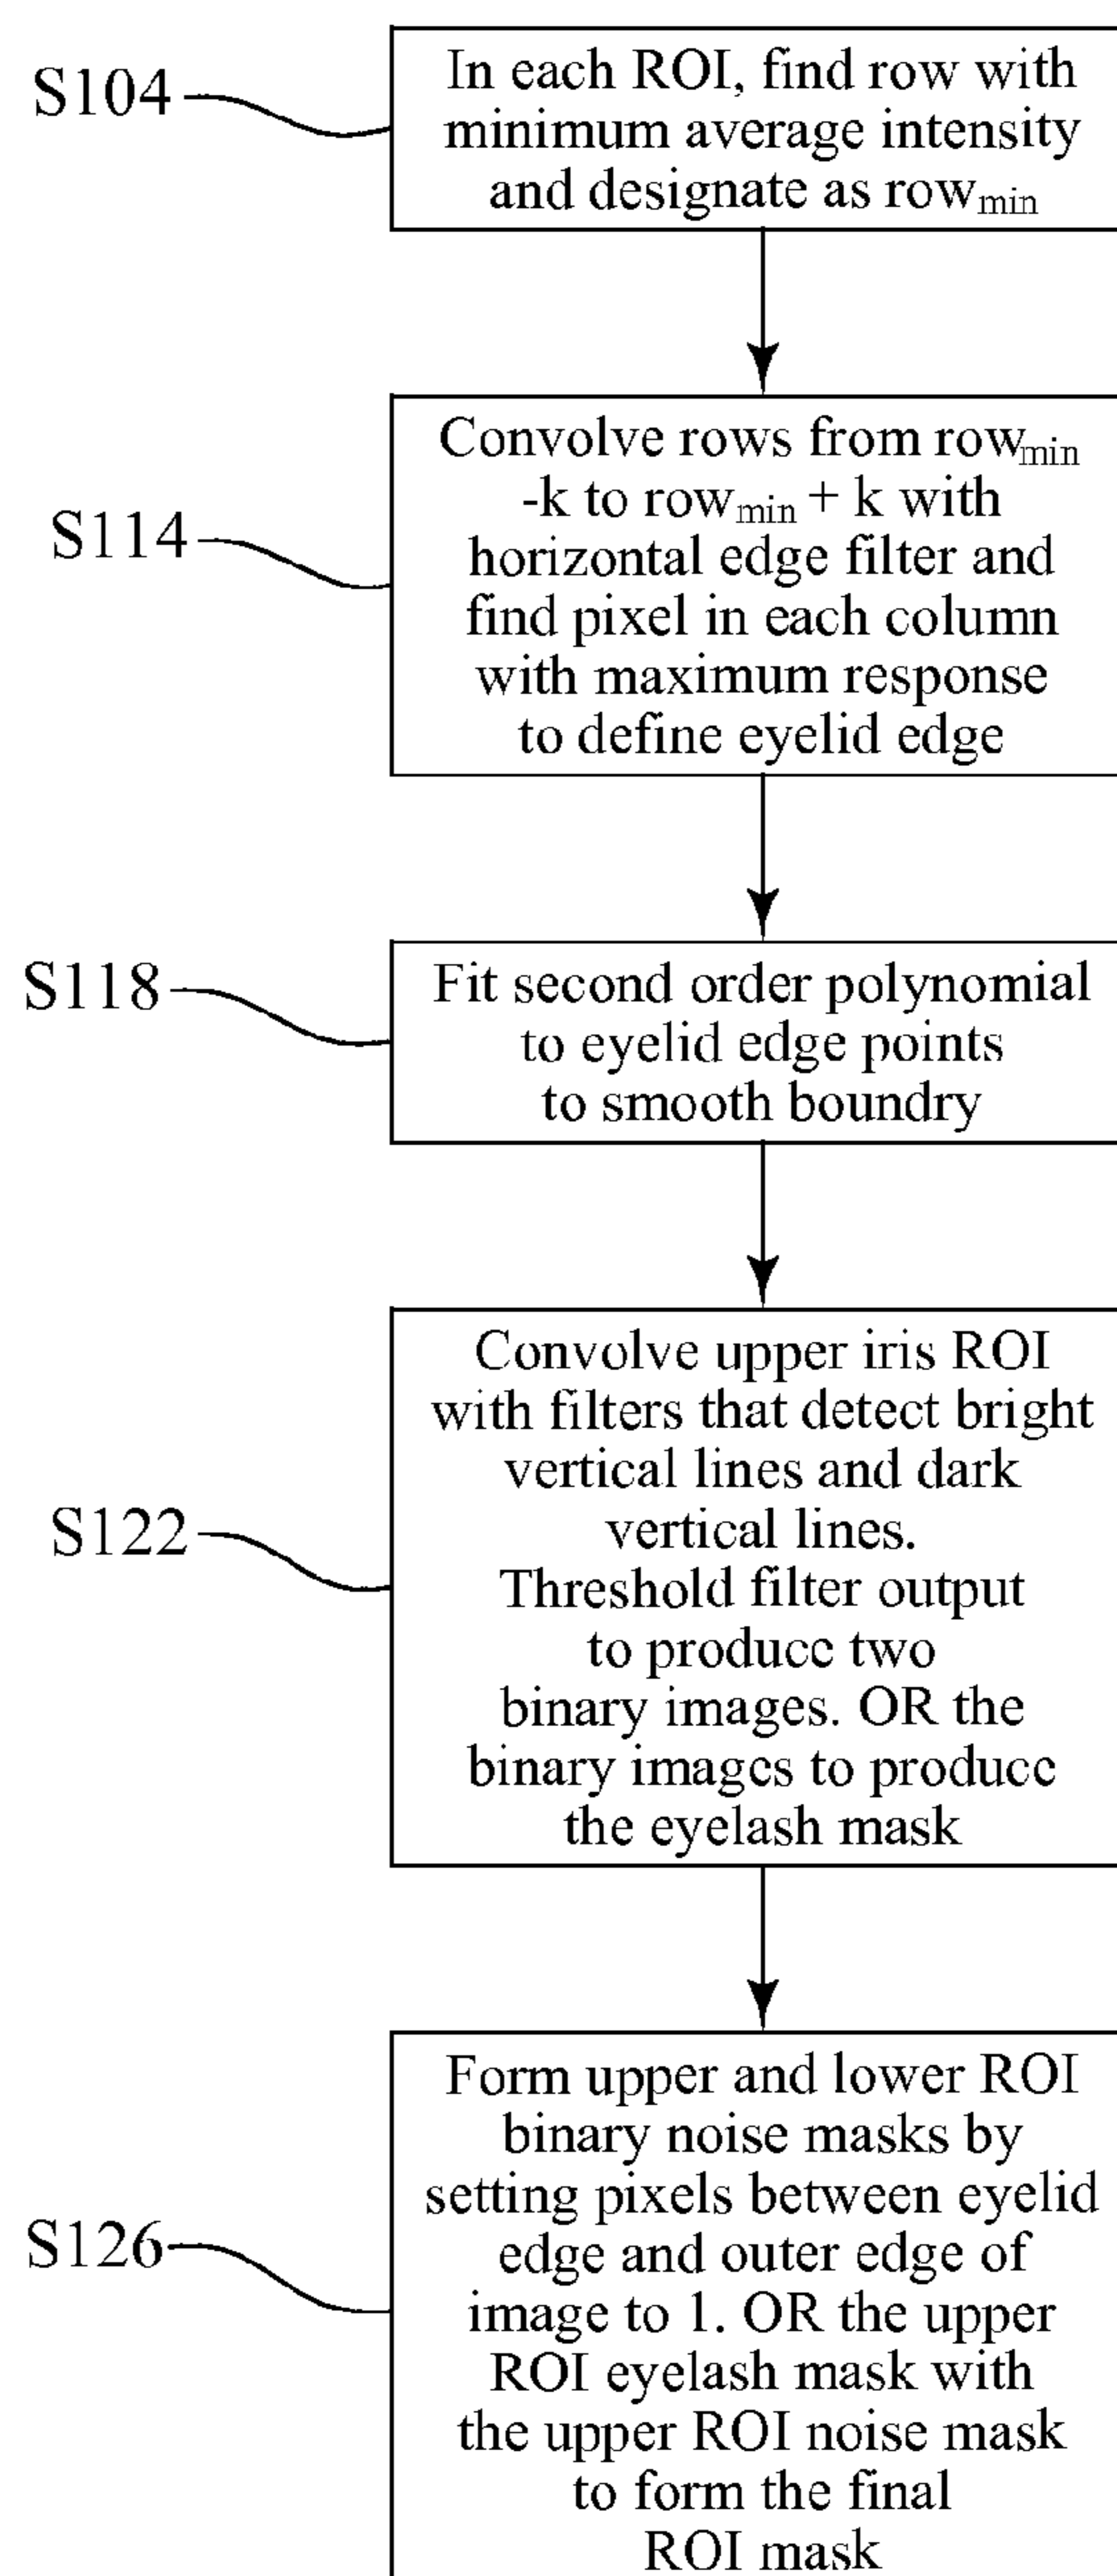 S104
In each ROI, find row with
minimum average intensity
and designate as rowmin
S114
Convolve rows from rowmin
-k to rowmin + k with
horizontal edge filter and
find pixel in each column
with maximum response
to define eyelid edge
S118
Fit second order polynomial
to eyelid edge points
to smooth boundry
S122
Convolve upper iris ROI
with filters that detect bright
vertical lines and dark
vertical lines.
Threshold filter output
to produce two
binary images. OR the
binary images to produce
the eyelash mask
S126
Form upper and lower ROI
binary noise masks by
setting pixels between eyelid
edge and outer edge of
image to 1. OR the upper
ROI eyelash mask with
the upper ROI noise mask
to form the final
ROI mask